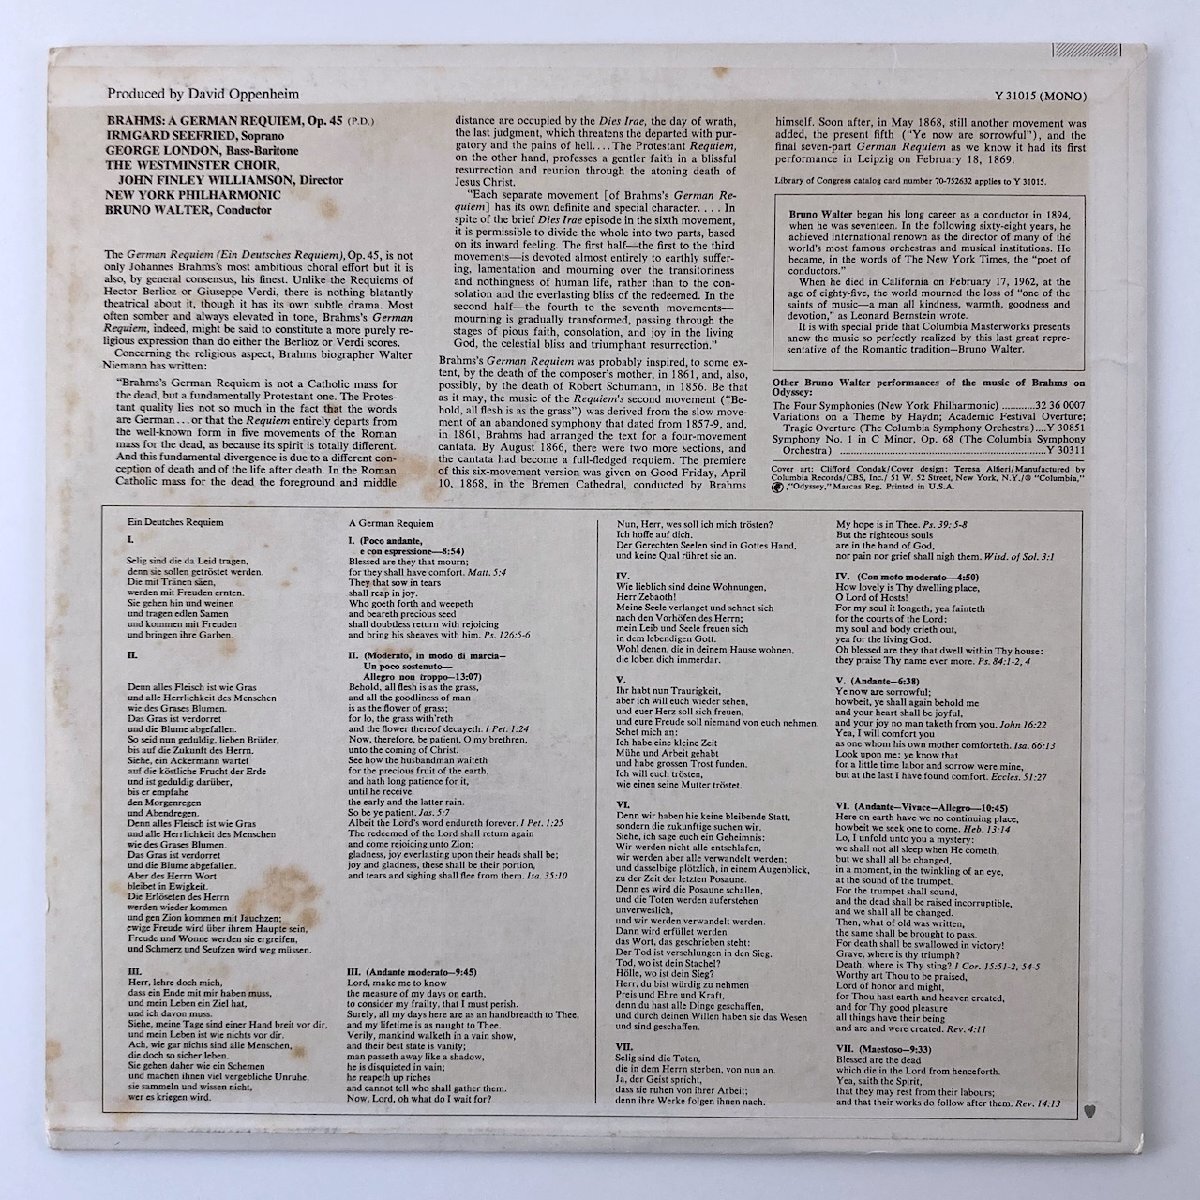 Produced by David Oppenheim
Y 31015 (MONO)
BRAHMS: A GERMAN REQUIEM, Op. 45 (P.D.)
IRMGARD SEEFRIED, Soprano
GEORGE LONDON, Bass-Baritone
THE WESTMINSTER CHOIR,
JOHN FINLEY WILLIAMSON, Director
NEW YORK PHILHARMONIC
BRUNO WALTER, Conductor
The German Requiem (Ein Deutsches Requiem), Op. 45, is not
only Johannes Brahms's most ambitious choral effort but it is
also, by general consensus, his finest. Unlike the Requiems of
Hector Berlioz or Giuseppe Verdi, there is nothing blatantly
theatrical about it, though it has its own subtle drama. Most
often somber and always elevated in tone, Brahms's German
Requiem, indeed, might be said to constitute a more purely re-
ligious expression than do either the Berlioz or Verdi scores.
Concerning the religious aspect, Brahms biographer Walter
Niemann has written:
"Brahms's German Requiem is not a Catholic mass for
the dead, but a fundamentally Protestant one. The Protes-
tant quality lies not so much in the fact that the words
are German . . . or that the Requiem entirely departs from
the well-known form in five movements of the Roman
mass for the dead, as because its spirit is totally different.
And this fundamental divergence is due to a different con-
ception of death and of the life after death. In the Roman
Catholic mass for the dead the foreground and middle
distance are occupied by the Dies Irae, the day of wrath,
the last judgment, which threatens the departed with pur-
gatory and the pains of hell. . . . The Protestant Requiem,
on the other hand, professes a gentler faith in a blissful
resurrection and reunion through the atoning death of
Jesus Christ.
"Each separate movement [of Brahms's German Re-
quiem] has its own definite and special character. . . . In
spite of the brief Dies Irae episode in the sixth movement,
it is permissible to divide the whole into two parts, based
on its inward feeling. The first half—the first to the third
movements—is devoted almost entirely to earthly suffer-
ing, lamentation and mourning over the transitoriness
and nothingness of human life, rather than to the con-
solation and the everlasting bliss of the redeemed. In the
second half—the fourth to the seventh movements—
mourning is gradually transformed, passing through the
stages of pious faith, consolation, and joy in the living
God, the celestial bliss and triumphant resurrection."
Brahms's German Requiem was probably inspired, to some ex-
tent, by the death of the composer's mother, in 1861, and, also,
possibly, by the death of Robert Schumann, in 1856. Be that
as it may, the music of the Requiem's second movement ("Be-
hold, all flesh is as the grass") was derived from the slow move-
ment of an abandoned symphony that dated from 1857-9, and,
in 1861, Brahms had arranged the text for a four-movement
cantata. By August 1866, there were two more sections, and
the cantata had become a full-fledged requiem. The premiere
of this six-movement version was given on Good Friday, April
10, 1858, in the Bremen Cathedral, conducted by Brahms
himself. Soon after, in May 1868, still another movement was
added, the present fifth ("Ye now are sorrowful"), and the
final seven-part German Requiem as we know it had its first
performance in Leipzig on February 18, 1869.
Library of Congress catalog card number 70-752632 applies to Y 31015.
Bruno Walter began his long career as a conductor in 1894,
when he was seventeen. In the following sixty-eight years, he
achieved international renown as the director of many of the
world's most famous orchestras and musical institutions. He
became, in the words of The New York Times, the "poet of
conductors."
When he died in California on February 17, 1962, at the
age of eighty-five, the world mourned the loss of "one of the
saints of music—a man all kindness, warmth, goodness and
devotion," as Leonard Bernstein wrote.
It is with special pride that Columbia Masterworks presents
anew the music so perfectly realized by this last great repre-
sentative of the Romantic tradition—Bruno Walter.
Other Bruno Walter performances of the music of Brahms on
Odyssey:
The Four Symphonies (New York Philharmonic) ...........32 36 0007
Variations on a Theme by Haydn; Academic Festival Overture;
Tragic Overture (The Columbia Symphony Orchestra)....Y 30851
Symphony No. 1 in C Minor, Op. 68 (The Columbia Symphony
Orchestra) ......................................................Y 30311
Cover art: Clifford Condak/Cover design: Teresa Alfieri/Manufactured by
Columbia Records/CBS, Inc./ 51 W. 52 Street, New York, N.Y./® "Columbia,"
"Odyssey," Marcas Reg. Printed in U.S.A.
Ein Deutches Requiem
I.
Selig sind die da Leid tragen,
denn sie sollen getröstet werden.
Die mit Tränen säen,
werden mit Freuden ernten.
Sie gehen hin und weinen
und tragen edlen Samen
und kommen mit Freuden
und bringen ihre Garben.
II.
Denn alles Fleisch ist wie Gras
und alle Herrlichkeit des Menschen
wie des Grases Blumen.
Das Gras ist verdorret
und die Blume abgefallen.
So seid nun geduldig, lieben Brüder,
bis auf die Zukunft des Herrn.
Siehe, ein Ackermann wartet
auf die köstliche Frucht der Erde
und ist geduldig darüber,
bis er empfahe
den Morgenregen
und Abendregen.
Denn alles Fleisch ist wie Gras
und alle Herrlichkeit des Menschen
wie des Grases Blumen.
Das Gras ist verdorret
und die Blume abgefallen.
Aber des Herrn Wort
bleibet in Ewigkeit.
Die Erlöseten des Herrn
werden wieder kommen
und gen Zion kommen mit Jauchzen;
ewige Freude wird über ihrem Haupte sein,
Freude und Wonne werden sie ergreifen,
und Schmerz und Seufzen wird weg müssen.
III.
Herr, lehre doch mich,
dass ein Ende mit mir haben muss,
und mein Leben ein Ziel hat,
und ich davon muss.
Siehe, meine Tage sind einer Hand breit vor dir,
und mein Leben ist wie nichts vor dir.
Ach, wie gar nichts sind alle Menschen,
die doch so sicher leben.
Sie gehen daher wie ein Schemen
und machen ihnen viel vergebliche Unruhe,
sie sammeln und wissen nicht,
wer es kriegen wird.
A German Requiem
I. (Poco andante,
e con espressione—8:54)
Blessed are they that mourn;
for they shall have comfort. Matt. 5:4
They that sow in tears
shall reap in joy.
Who goeth forth and weepeth
and beareth precious seed
shall doubtless return with rejoicing
and bring his sheaves with him. Ps. 126:5-6
II. (Moderato, in modo di marcia—
Un poco sostenuto—
Allegro non troppo—13:07)
Behold, all flesh is as the grass,
and all the goodliness of man
is as the flower of grass;
for lo, the grass with'reth
and the flower thereof decayeth. I Pet. 1:24
Now, therefore, be patient, O my brethren,
unto the coming of Christ.
See how the husbandman waiteth
for the precious fruit of the earth,
and hath long patience for it,
until he receive
the early and the latter rain.
So be ye patient. Jas. 5:7
Albeit the Lord's word endureth forever. I Pet. 1:25
The redeemed of the Lord shall return again
and come rejoicing unto Zion;
gladness, joy everlasting upon their heads shall be;
joy and gladness, these shall be their portion,
and tears and sighing shall flee from them. Isa. 35:10
III. (Andante moderato—9:45)
Lord, make me to know
the measure of my days on earth,
to consider my frailty, that I must perish.
Surely, all my days here are as an handbreadth to Thee,
and my lifetime is as naught to Thee.
Verily, mankind walketh in a vain show,
and their best state is vanity;
man passeth away like a shadow,
he is disquieted in vain;
he reapeth up riches
and cannot tell who shall gather them.
Now, Lord, oh what do I wait for?
Nun, Herr, wes soll ich mich trösten?
Ich hoffe auf dich.
Der Gerechten Seelen sind in Gottes Hand,
und keine Qual rühret sie an.
IV.
Wie lieblich sind deine Wohnungen,
Herr Zebaoth!
Meine Seele verlanget und sehnet sich
nach den Vorhöfen des Herrn;
mein Leib und Seele freuen sich
in dem lebendigen Gott.
Wohl denen, die in deinem Hause wohnen,
die loben dich immerdar.
V.
Ihr habt nun Traurigkeit,
aber ich will euch wieder sehen,
und euer Herz soll sich freuen,
und eure Freude soll niemand von euch nehmen.
Sehet mich an:
Ich habe eine kleine Zeit
Mühe und Arbeit gehabt
und habe grossen Trost funden.
Ich will euch trösten,
wie einen seine Mutter tröstet.
VI.
Denn wir haben hie keine bleibende Statt,
sondern die zukunftige suchen wir.
Siehe, ich sage euch ein Geheimnis:
Wir werden nicht alle entschlafen,
wir werden aber alle verwandelt werden;
und dasselbige plötzlich, in einem Augenblick,
zu der Zeit der letzten Posaune.
Denn es wird die Posaune schallen,
und die Toten werden auferstehen
unverweslich,
und wir werden verwandelt werden.
Dann wird erfüllet werden
das Wort, das geschrieben steht:
Der Tod ist verschlungen in den Sieg.
Tod, wo ist dein Stachel?
Hölle, wo ist dein Sieg?
Herr, du bist würdig zu nehmen
Preis und Ehre und Kraft,
denn du hast alle Dinge geschaffen,
und durch deinen Willen haben sie das Wesen
und sind geschaffen.
VII.
Selig sind die Toten,
die in dem Herrn sterben, von nun an.
Ja, der Geist spricht,
dass sie ruhen von ihrer Arbeit;
denn ihre Werke folgen ihnen nach.
My hope is in Thee. Ps. 39:5-8
But the righteous souls
are in the hand of God,
nor pain nor grief shall nigh them. Wisd. of Sol. 3:1
IV. (Con moto moderato—4:50)
How lovely is Thy dwelling place,
O Lord of Hosts!
For my soul it longeth, yea fainteth
for the courts of the Lord:
my soul and body crieth out,
yea for the living God.
Oh blessed are they that dwell within Thy house:
they praise Thy name ever more. Ps. 84:1-2, 4
V. (Andante—6:38)
Ye now are sorrowful;
howbeit, ye shall again behold me
and your heart shall be joyful,
and your joy no man taketh from you. John 16:22
Yea, I will comfort you
as one whom his own mother comforteth. Isa. 66:13
Look upon me: ye know that
for a little time labor and sorrow were mine,
but at the last I have found comfort. Eccles. 51:27
VI. (Andante—Vivace—Allegro—10:45)
Here on earth have we no continuing place,
howbeit we seek one to come. Heb. 13:14
Lo, I unfold unto you a mystery:
we shall not all sleep when He cometh,
but we shall all be changed,
in a moment, in the twinkling of an eye,
at the sound of the trumpet.
For the trumpet shall sound,
and the dead shall be raised incorruptible,
and we shall all be changed.
Then, what of old was written,
the same shall be brought to pass.
For death shall be swallowed in victory!
Grave, where is thy triumph?
Death, where is Thy sting? I Cor. 15:51-2, 54-5
Worthy art Thou to be praised,
Lord of honor and might,
for Thou hast earth and heaven created,
and for Thy good pleasure
all things have their being
and are and were created. Rev. 4:11
VII. (Maestoso—9:33)
Blessed are the dead
which die in the Lord from henceforth.
Yea, saith the Spirit,
that they may rest from their labours;
and that their works do follow after them. Rev. 14:13